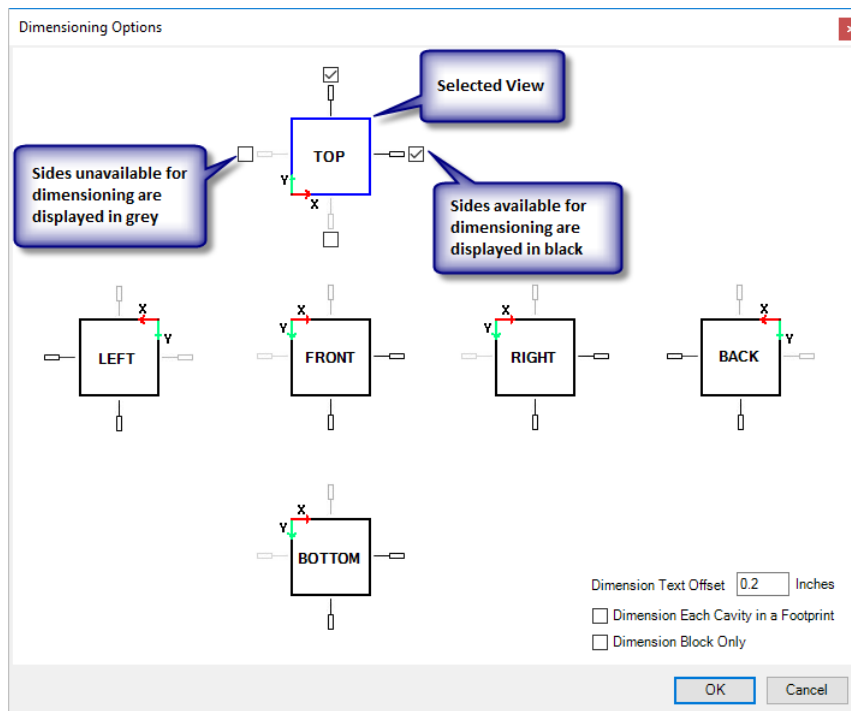 Dimensioning Options
x
Selected View
TOP
Y
X
Sides unavailable for
dimensioning are
displayed in grey
Sides available for
dimensioning are
displayed in black
X
Y
LEFT
X
Y
FRONT
X
Y
RIGHT
X
Y
BACK
X
Y
BOTTOM
Dimension Text Offset 0.2 Inches
Dimension Each Cavity in a Footprint
Dimension Block Only
OK Cancel